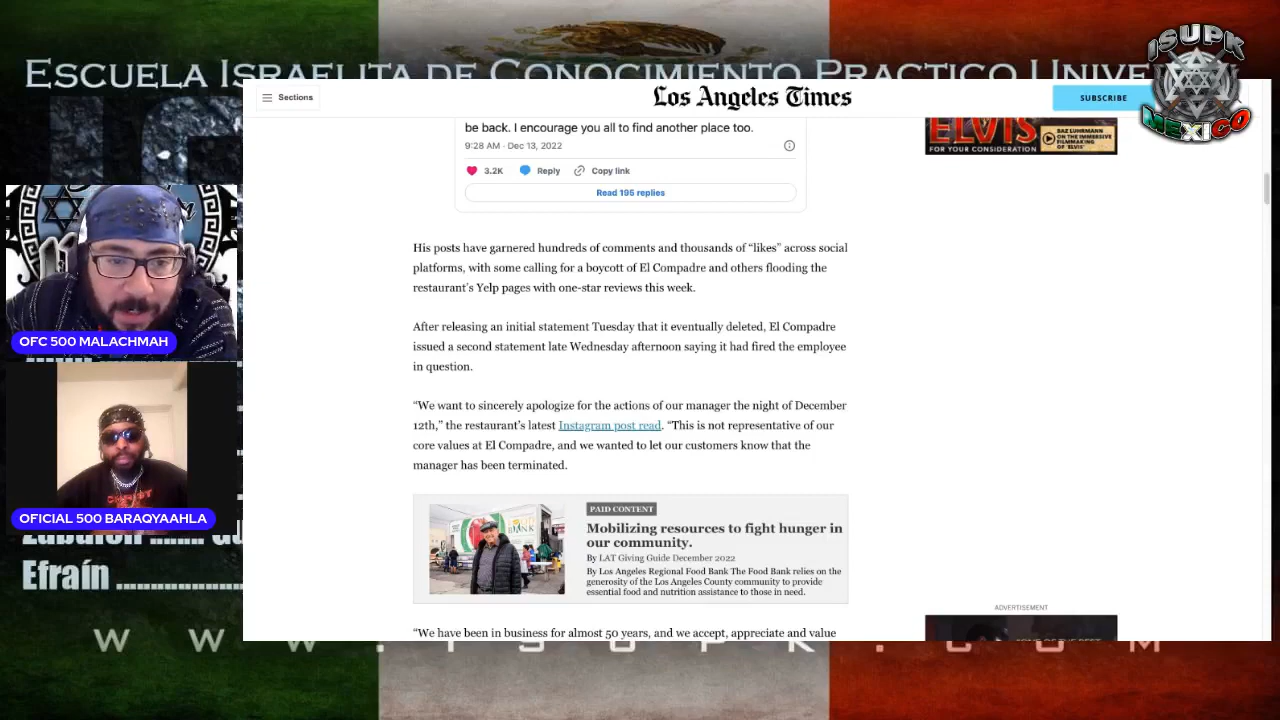 ESCUELA ISRAELITA DE CONOCIMIENTO PRACTICO UNIVE
ISUPK
MEXICO
Sections
Los Angeles Times
SUBSCRIBE
be back. I encourage you all to find another place too.
9:28 AM · Dec 13, 2022
3.2K Reply Copy link
Read 195 replies
ELVIS
FOR YOUR CONSIDERATION
BAZ LUHRMANN
ON THE IMMERSIVE
FILMMAKING
OF 'ELVIS'
His posts have garnered hundreds of comments and thousands of “likes” across social
platforms, with some calling for a boycott of El Compadre and others flooding the
restaurant’s Yelp pages with one-star reviews this week.
After releasing an initial statement Tuesday that it eventually deleted, El Compadre
issued a second statement late Wednesday afternoon saying it had fired the employee
in question.
“We want to sincerely apologize for the actions of our manager the night of December
12th,” the restaurant’s latest Instagram post read. “This is not representative of our
core values at El Compadre, and we wanted to let our customers know that the
manager has been terminated.
PAID CONTENT
Mobilizing resources to fight hunger in
our community.
By LAT Giving Guide December 2022
By Los Angeles Regional Food Bank The Food Bank relies on the
generosity of the Los Angeles County community to provide
essential food and nutrition assistance to those in need.
“We have been in business for almost 50 years, and we accept, appreciate and value
ADVERTISEMENT
OFC 500 MALACHMAH
CHRIST
OFICIAL 500 BARAQYAAHLA
Efraín ........................
WWW.ISUPK.COM